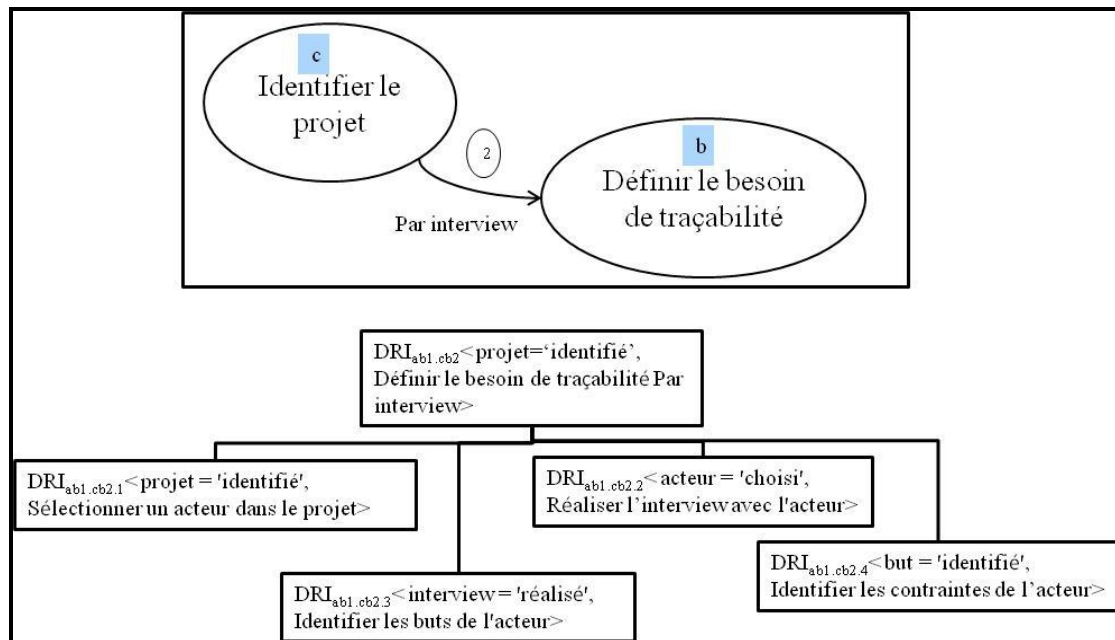 c
Identifier le
projet
2
Par interview
b
Définir le besoin
de traçabilité
DRIab1.cb2<projet=‘identifié’,
Définir le besoin de traçabilité Par
interview>
DRIab1.cb2.1<projet = 'identifié',
Sélectionner un acteur dans le projet>
DRIab1.cb2.2<acteur = 'choisi',
Réaliser l’interview avec l'acteur>
DRIab1.cb2.3<interview = 'réalisé',
Identifier les buts de l'acteur>
DRIab1.cb2.4<but = 'identifié',
Identifier les contraintes de l’acteur>